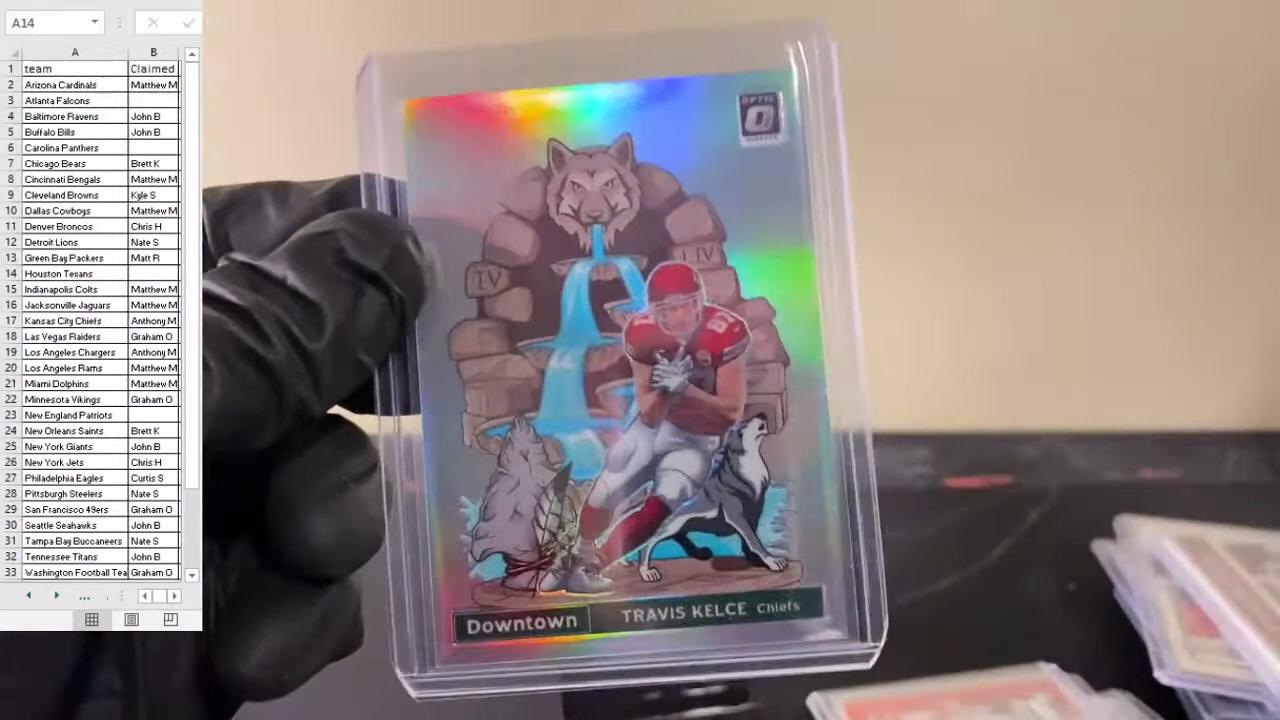 A14
A B
1 team Claimed
2 Arizona Cardinals Matthew M
3 Atlanta Falcons
4 Baltimore Ravens John B
5 Buffalo Bills John B
6 Carolina Panthers
7 Chicago Bears Brett K
8 Cincinnati Bengals Matthew M
9 Cleveland Browns Kyle S
10 Dallas Cowboys Matthew M
11 Denver Broncos Chris H
12 Detroit Lions Nate S
13 Green Bay Packers Matt R
14 Houston Texans
15 Indianapolis Colts Matthew M
16 Jacksonville Jaguars Matthew M
17 Kansas City Chiefs Anthony M
18 Las Vegas Raiders Graham O
19 Los Angeles Chargers Anthony M
20 Los Angeles Rams Matthew M
21 Miami Dolphins Matthew M
22 Minnesota Vikings Graham O
23 New England Patriots
24 New Orleans Saints Brett K
25 New York Giants John B
26 New York Jets Chris H
27 Philadelphia Eagles Curtis S
28 Pittsburgh Steelers Nate S
29 San Francisco 49ers Graham O
30 Seattle Seahawks John B
31 Tampa Bay Buccaneers Nate S
32 Tennessee Titans John B
33 Washington Football Tea Graham O
...
OPTIC
O
IV LIV
87
Downtown TRAVIS KELCE Chiefs